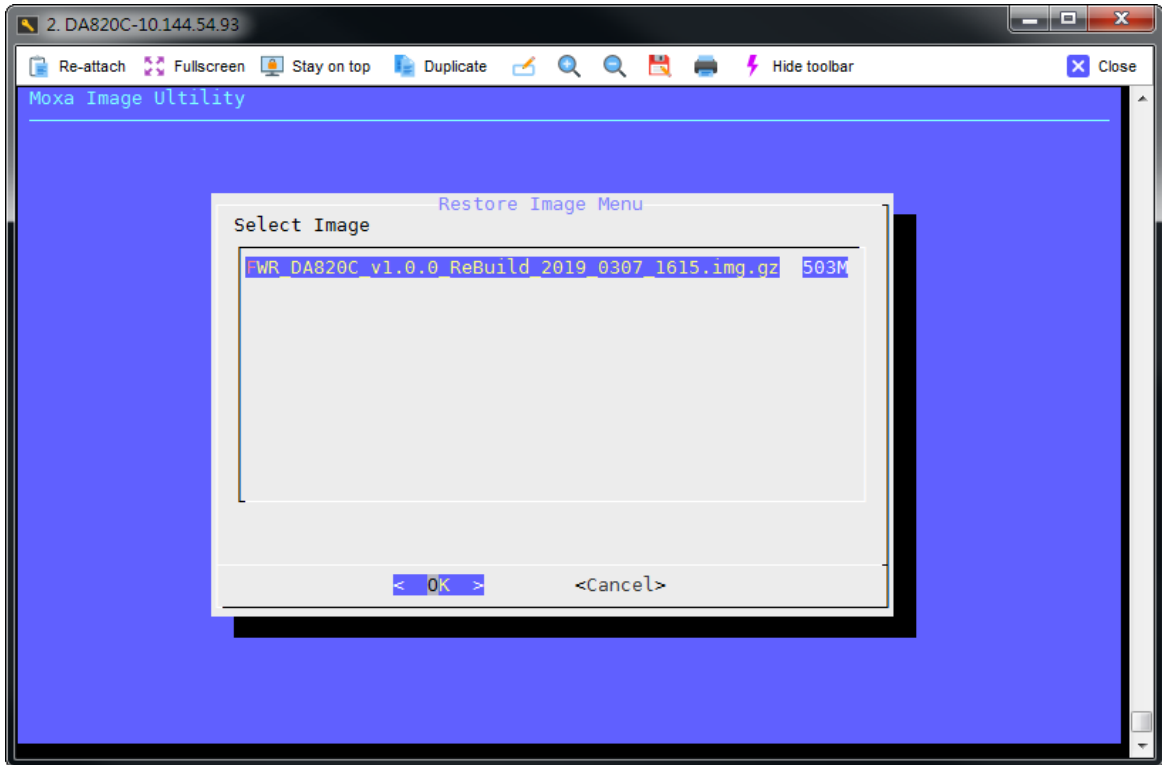 2. DA820C-10.144.54.93
Re-attach Fullscreen Stay on top Duplicate Hide toolbar Close
Moxa Image Ultility
Restore Image Menu
Select Image
FWR_DA820C_v1.0.0_ReBuild_2019_0307_1615.img.gz 503M
< OK > <Cancel>